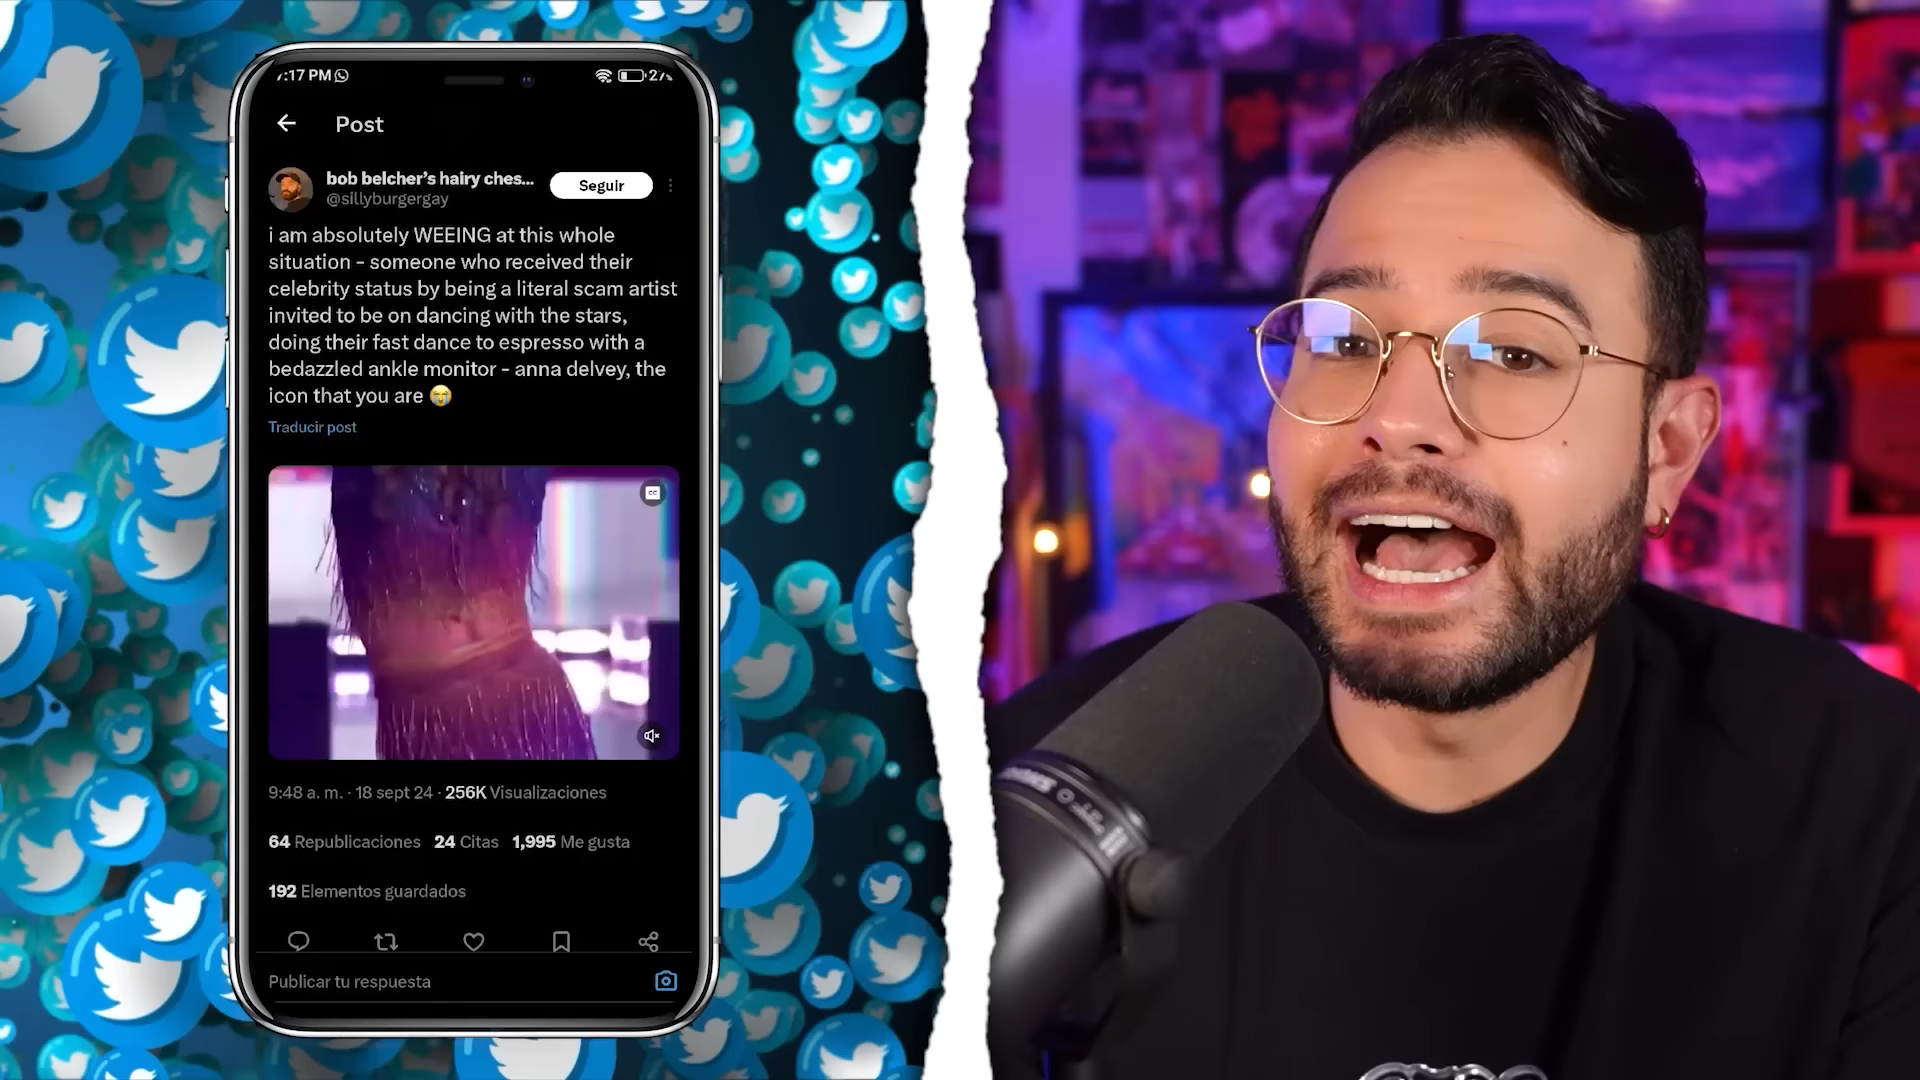 :17 PM
27
Post
bob belcher's hairy ches...
Seguir
@sillyburgergay
i am absolutely WEEING at this whole
situation - someone who received their
celebrity status by being a literal scam artist
invited to be on dancing with the stars,
doing their fast dance to espresso with a
bedazzled ankle monitor - anna delvey, the
icon that you are 😭
Traducir post
CC
9:48 a. m. · 18 sept 24 · 256K Visualizaciones
64 Republicaciones 24 Citas 1,995 Me gusta
192 Elementos guardados
Publicar tu respuesta